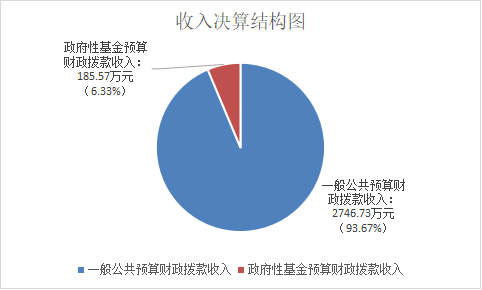 收入决算结构图
政府性基金预算
财政拨款收入：
185.57万元
（6.33%）
一般公共预算财
政拨款收入：
2746.73万元
（93.67%）
一般公共预算财政拨款收入
政府性基金预算财政拨款收入